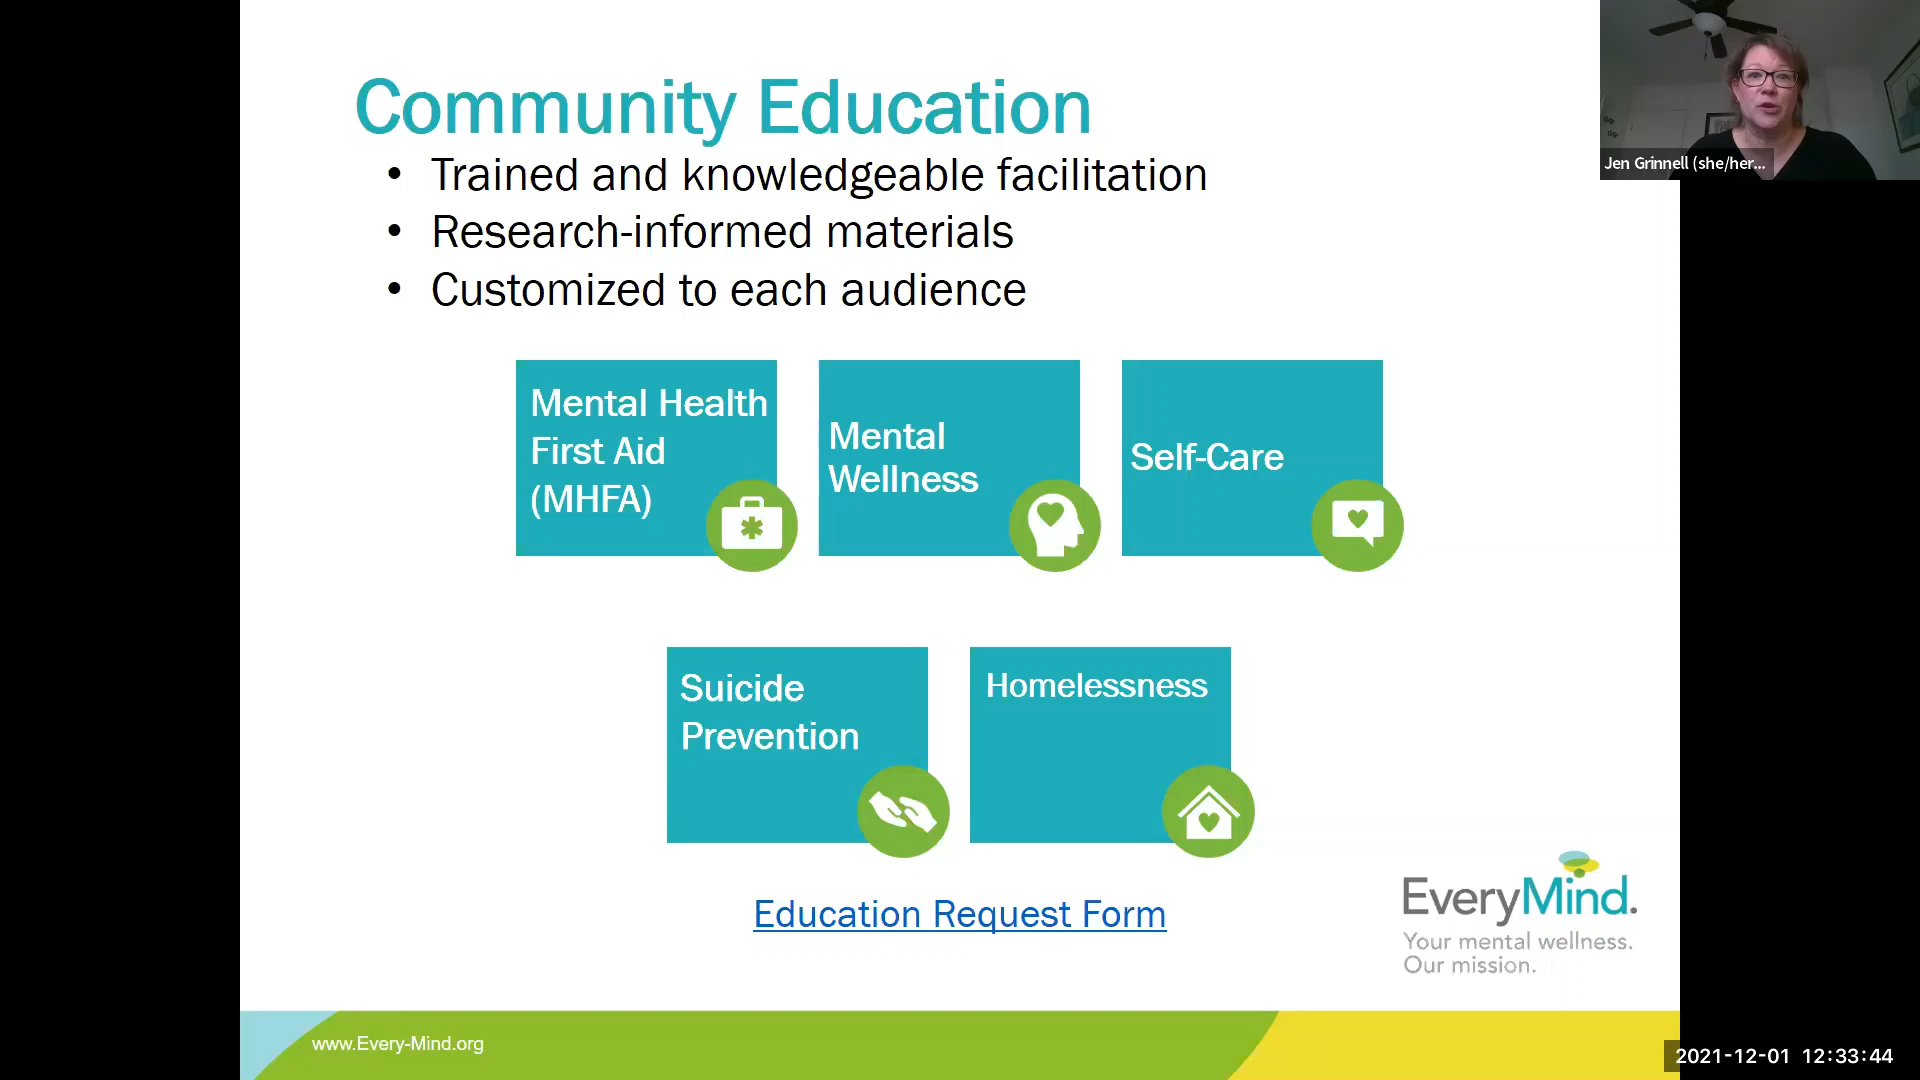 Community Education
• Trained and knowledgeable facilitation
• Research-informed materials
• Customized to each audience
Mental Health
First Aid
(MHFA)
Mental
Wellness
Self-Care
Suicide
Prevention
Homelessness
Education Request Form
EveryMind.
Your mental wellness.
Our mission.
www.Every-Mind.org
Jen Grinnell (she/her...
2021-12-01 12:33:44